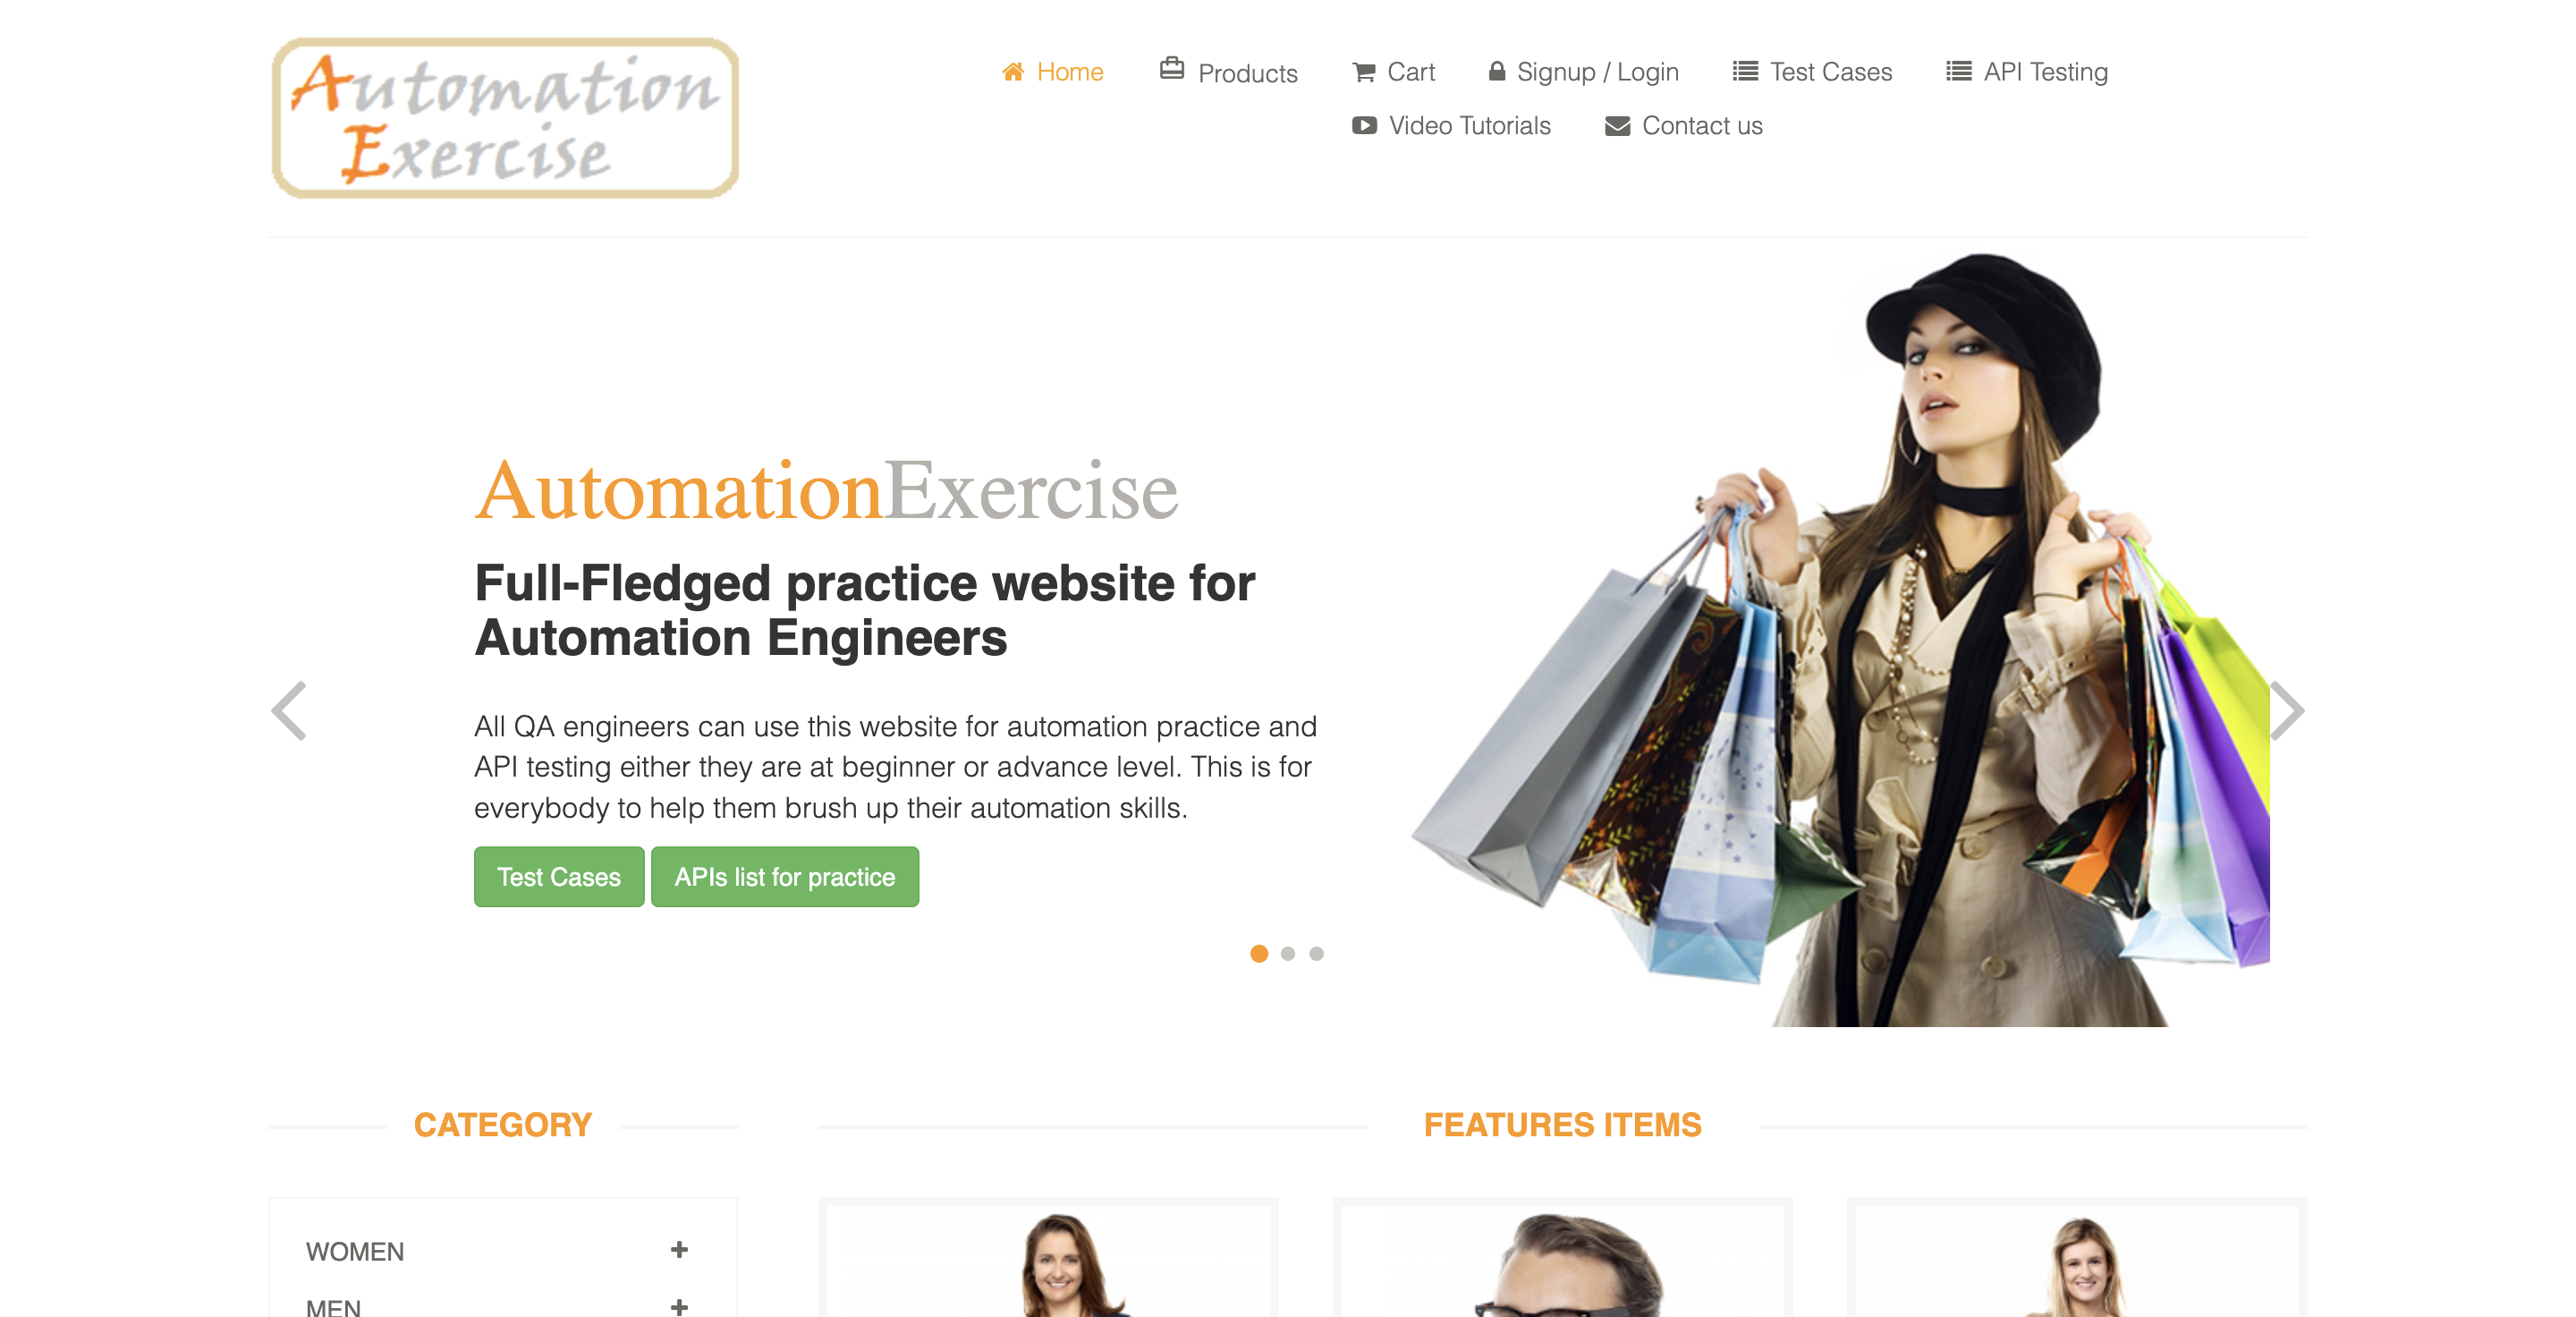 Automation
Exercise
Home Products Cart Signup / Login Test Cases API Testing
Video Tutorials Contact us
AutomationExercise
Full-Fledged practice website for
Automation Engineers
All QA engineers can use this website for automation practice and
API testing either they are at beginner or advance level. This is for
everybody to help them brush up their automation skills.
Test Cases APIs list for practice
CATEGORY
FEATURES ITEMS
WOMEN
MEN